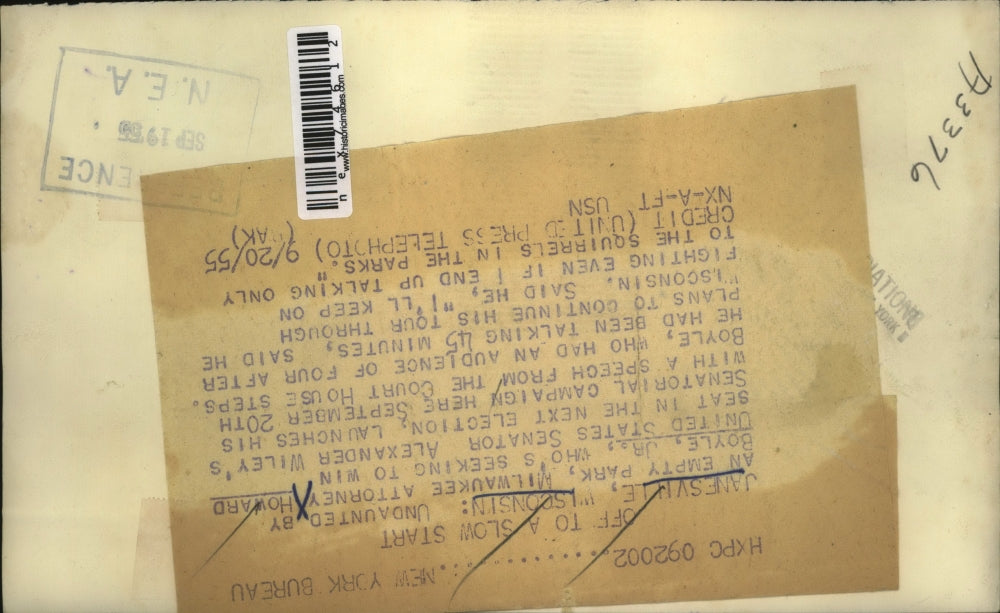 HXPC 092002............NEW YORK BUREAU
OFF TO A SLOW START
JANESVILLE, WISCONSIN: UNDAUNTED BY
AN EMPTY PARK, MILWAUKEE ATTORNEY HOWARD
BOYLE, JR., WHO'S SEEKING TO WIN
UNITED STATES SENATOR ALEXANDER WILEY'S
SEAT IN THE NEXT ELECTION, LAUNCHES HIS
SENATORIAL CAMPAIGN HERE SEPTEMBER 20TH
WITH A SPEECH FROM THE COURT HOUSE STEPS.
BOYLE, WHO HAD AN AUDIENCE OF FOUR AFTER
HE HAD BEEN TALKING 45 MINUTES, SAID HE
PLANS TO CONTINUE HIS TOUR THROUGH
WISCONSIN. SAID HE, "I'LL KEEP ON
FIGHTING EVEN IF I END UP TALKING ONLY
TO THE SQUIRRELS IN THE PARKS."
CREDIT (UNITED PRESS TELEPHOTO) 9/20/55
NX-A-FT USN (RAK)
A3376
nex74612
www.historicimages.com
ENCE
SEP 19
N. E. A.